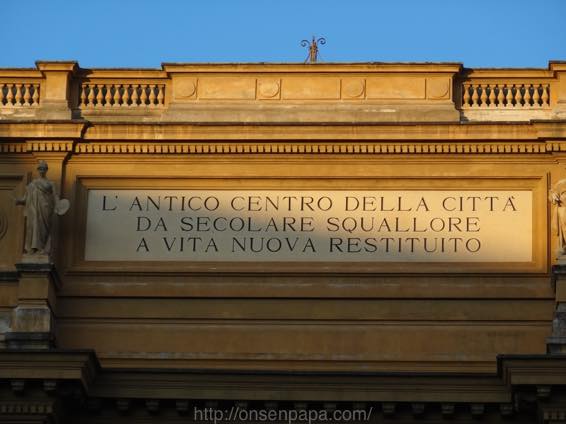 L' ANTICO CENTRO DELLA CITTÀ
DA SECOLARE SQUALLORE
A VITA NUOVA RESTITUITO
http://onsenpapa.com/